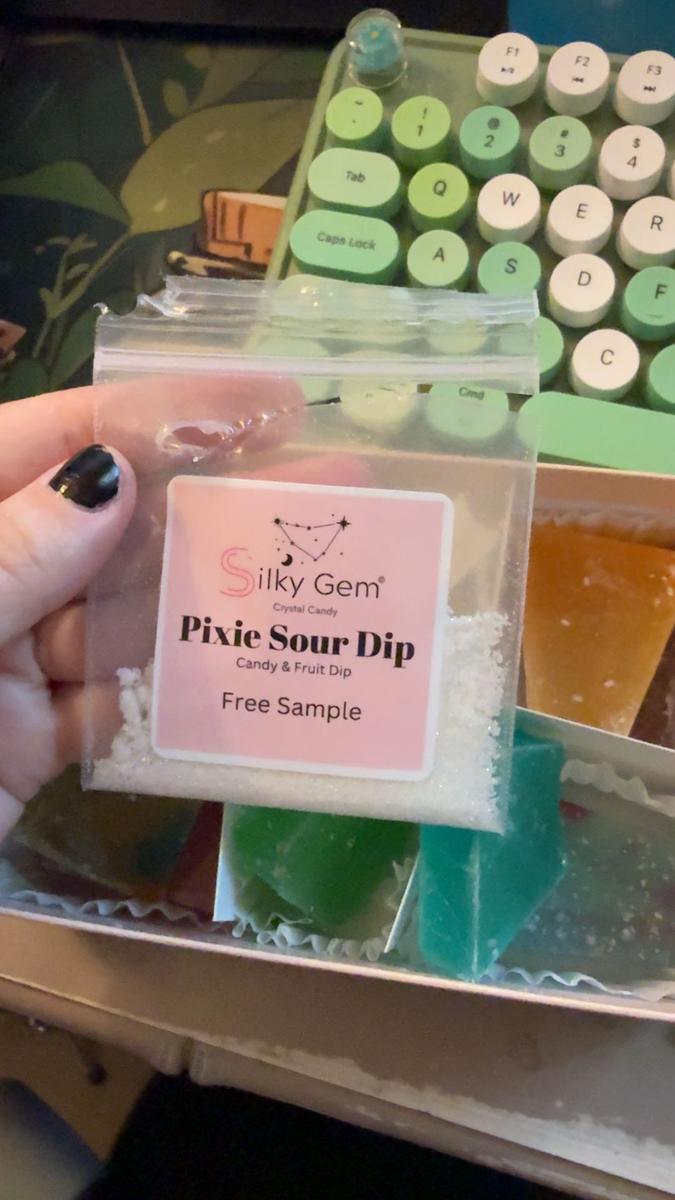 F1
F2
F3
!
1
@
2
#
3
$
4
Tab
Q
W
E
R
Caps Lock
A
S
D
F
C
Cmd
Silky Gem®
Crystal Candy
Pixie Sour Dip
Candy & Fruit Dip
Free Sample